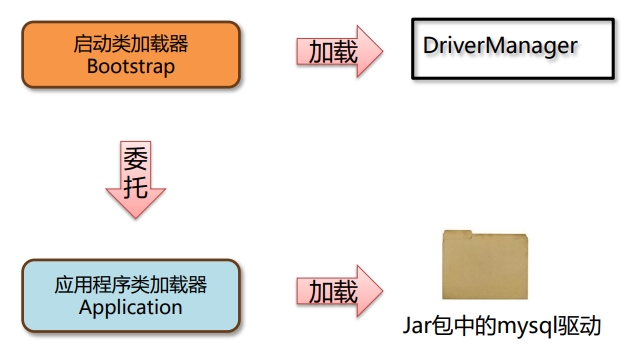 启动类加载器
Bootstrap
加载
DriverManager
委
托
应用程序类加载器
Application
加载
Jar包中的mysql驱动